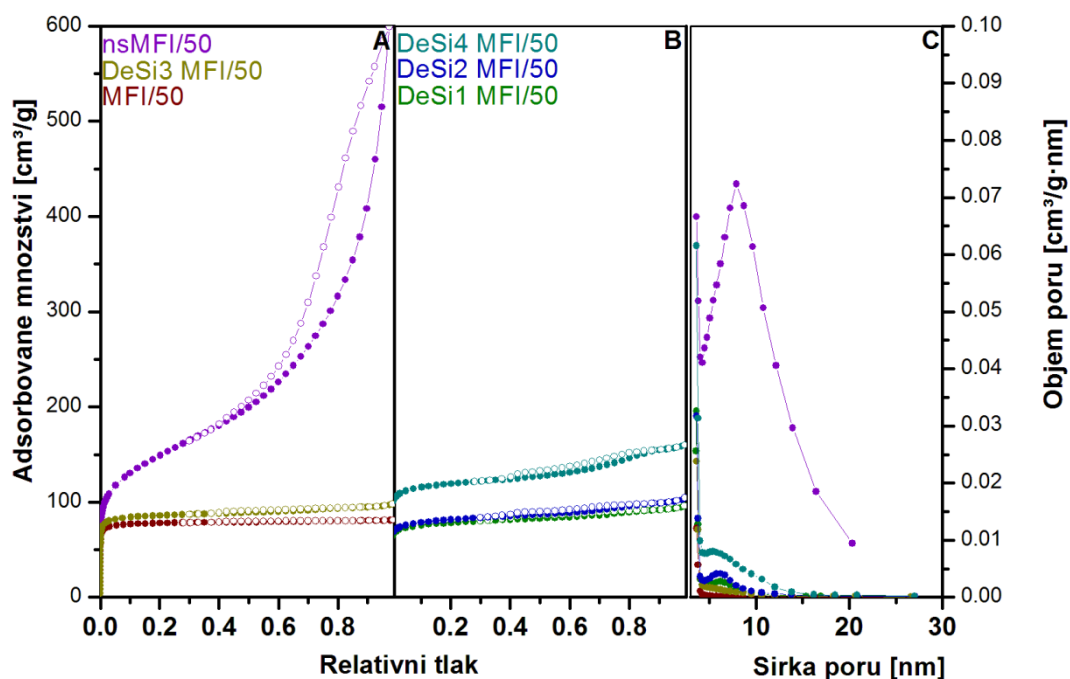 600
500
400
300
200
100
0
Adsorbovane mnozstvi [cm³/g]
A
nsMFI/50
DeSi3 MFI/50
MFI/50
B
DeSi4 MFI/50
DeSi2 MFI/50
DeSi1 MFI/50
C
0.10
0.09
0.08
0.07
0.06
0.05
0.04
0.03
0.02
0.01
0.00
Objem poru [cm³/g·nm]
0.0 0.2 0.4 0.6 0.8 0.2 0.4 0.6 0.8 10 20 30
Relativni tlak
Sirka poru [nm]